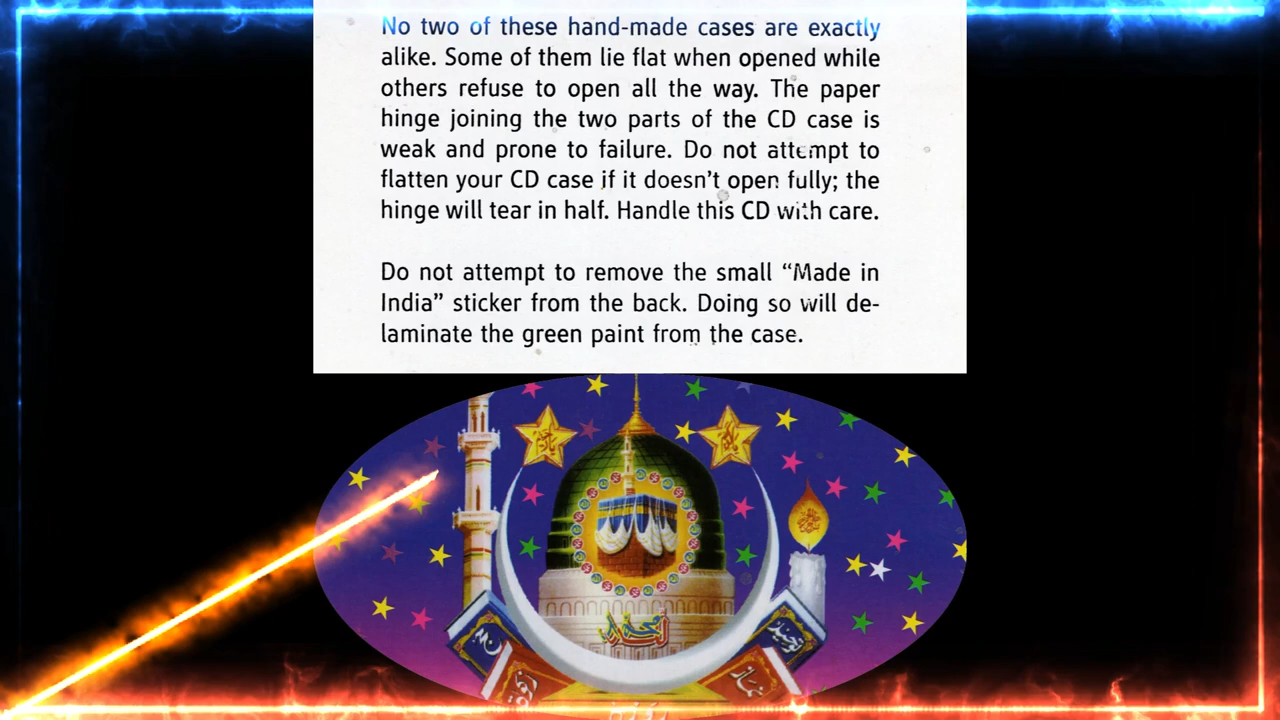 No two of these hand-made cases are exactly
alike. Some of them lie flat when opened while
others refuse to open all the way. The paper
hinge joining the two parts of the CD case is
weak and prone to failure. Do not attempt to
flatten your CD case if it doesn’t open fully; the
hinge will tear in half. Handle this CD with care.
Do not attempt to remove the small “Made in
India” sticker from the back. Doing so will de-
laminate the green paint from the case.
توحید
نماز
زکوٰۃ